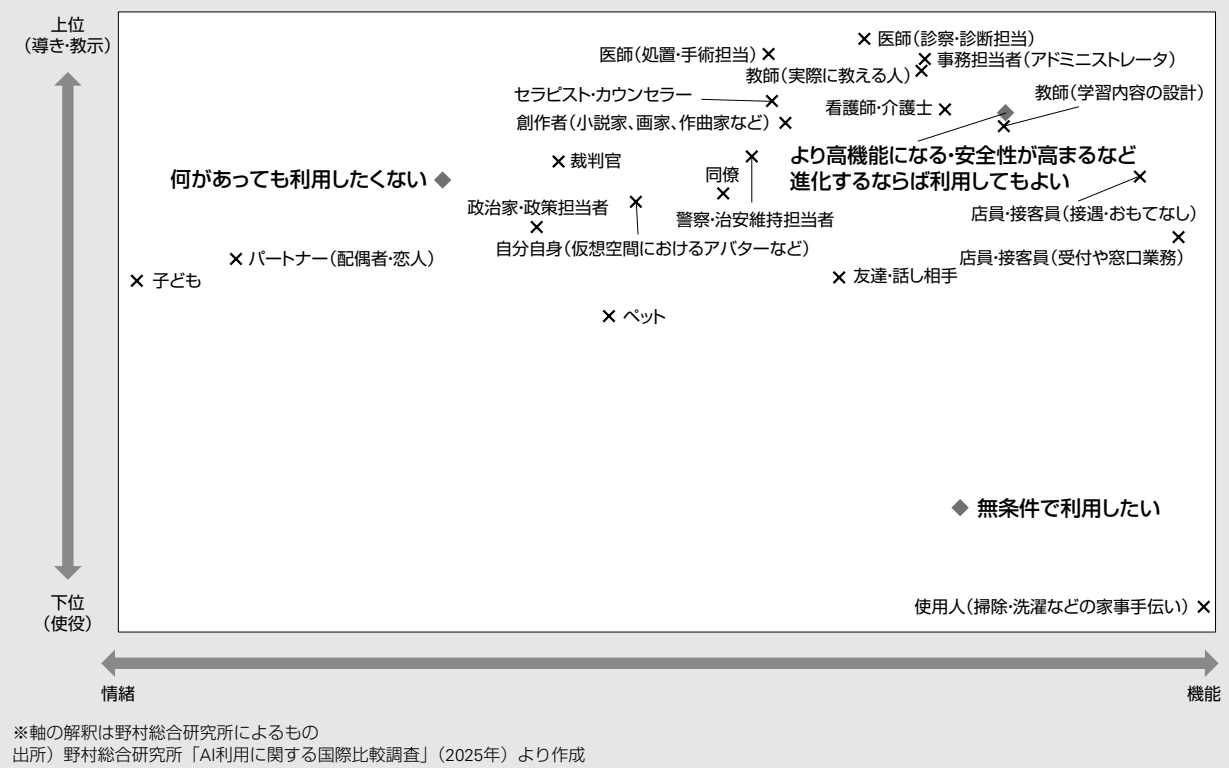 上位
（導き・教示）
医師（診察・診断担当）
医師（処置・手術担当）
事務担当者（アドミニストレータ）
教師（実際に教える人）
教師（学習内容の設計）
セラピスト・カウンセラー
看護師・介護士
創作者（小説家、画家、作曲家など）
より高機能になる・安全性が高まるなど
進化するならば利用してもよい
裁判官
何があっても利用したくない
同僚
政治家・政策担当者
警察・治安維持担当者
店員・接客員（接遇・おもてなし）
自分自身（仮想空間におけるアバターなど）
パートナー（配偶者・恋人）
店員・接客員（受付や窓口業務）
子ども
友達・話し相手
ペット
無条件で利用したい
下位
（使役）
使用人（掃除・洗濯などの家事手伝い）
情緒
機能
※軸の解釈は野村総合研究所によるもの
出所）野村総合研究所「AI利用に関する国際比較調査」（2025年）より作成